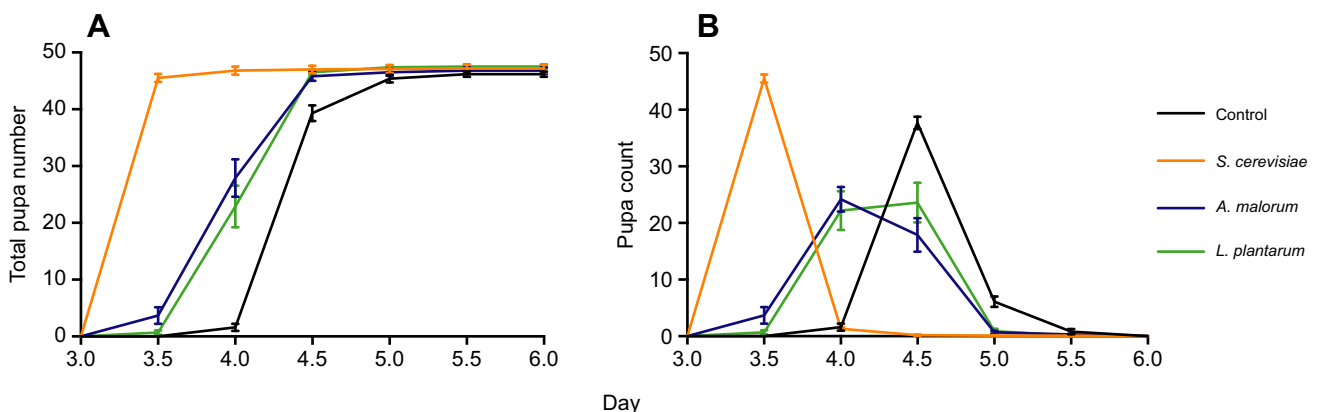 A
B
Total pupa number
50
40
30
20
10
0
3.0 3.5 4.0 4.5 5.0 5.5 6.0
Pupa count
50
40
30
20
10
0
3.0 3.5 4.0 4.5 5.0 5.5 6.0
Control
S. cerevisiae
A. malorum
L. plantarum
Day